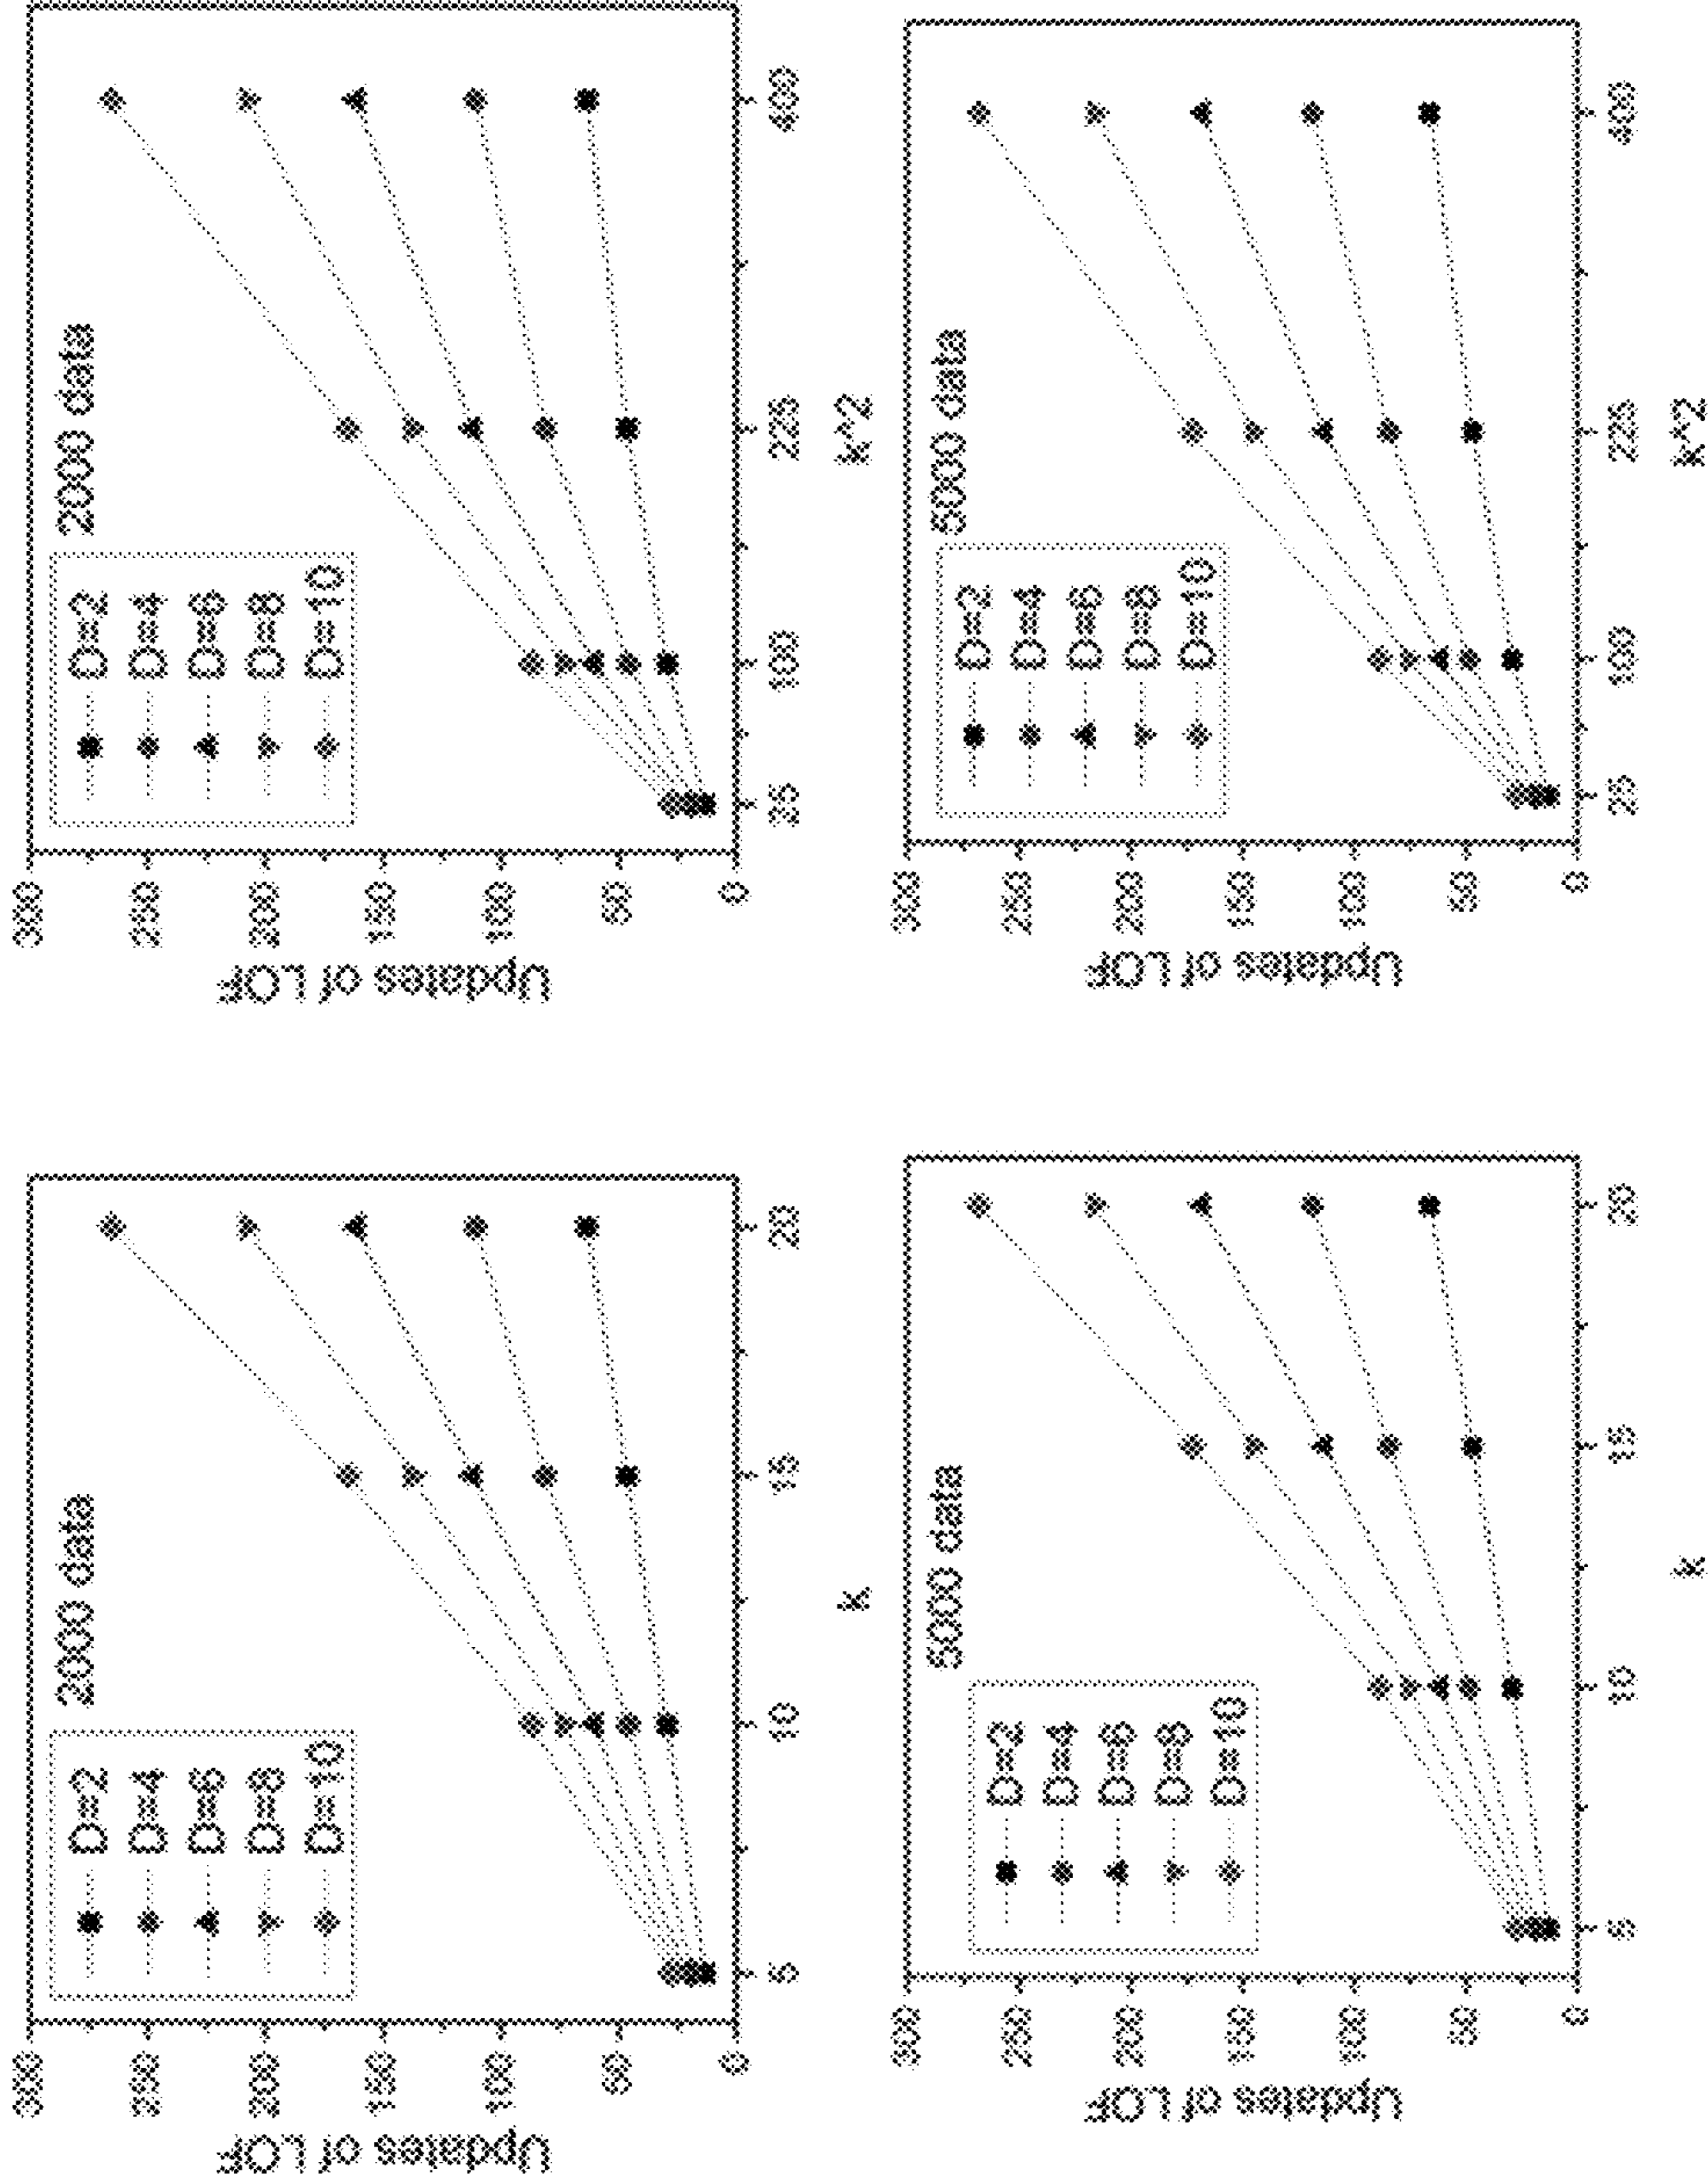 2000 data
D=2
D=4
D=6
D=8
D=10
Updates of LOF
300
250
200
150
100
50
0
5
10
15
20
k
2000 data
D=2
D=4
D=6
D=8
D=10
Updates of LOF
300
250
200
150
100
50
0
25
100
225
400
k^2
5000 data
D=2
D=4
D=6
D=8
D=10
Updates of LOF
300
250
200
150
100
50
0
5
10
15
20
k
5000 data
D=2
D=4
D=6
D=8
D=10
Updates of LOF
300
250
200
150
100
50
0
25
100
225
400
k^2